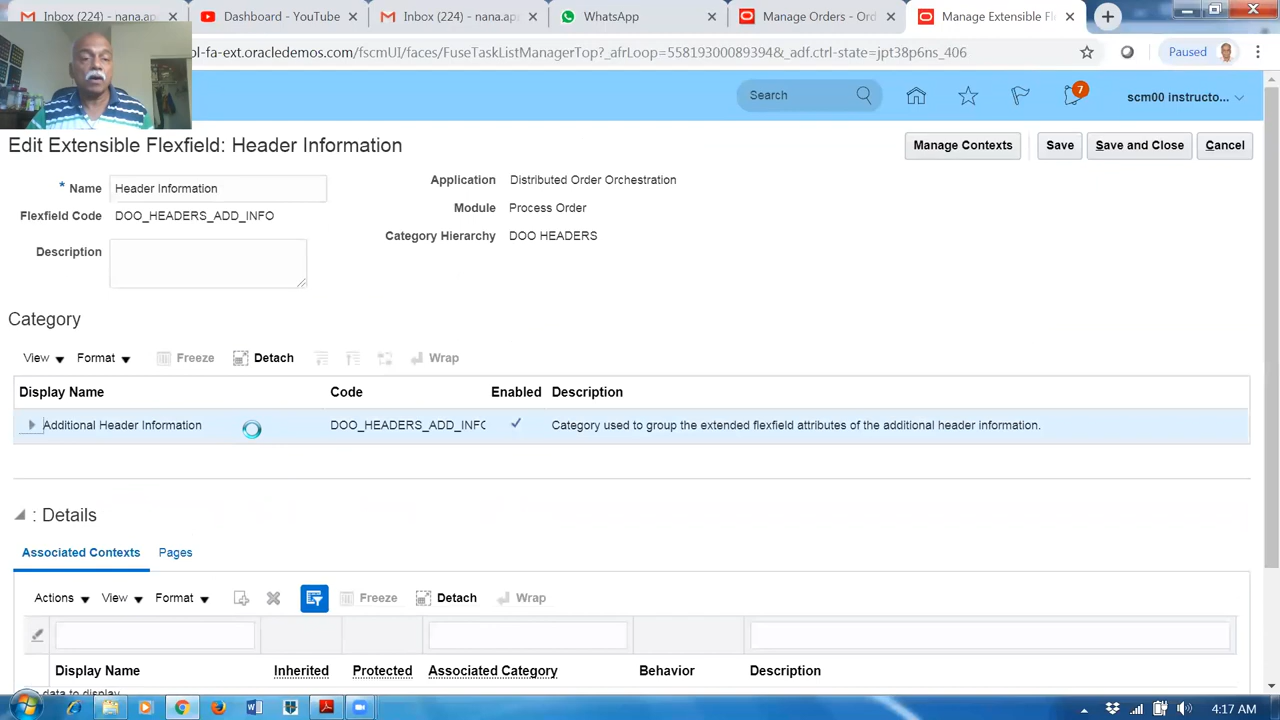 Inbox (224) - nana.ap
Dashboard - YouTube
Inbox (224) - nana.ap
WhatsApp
Manage Orders - Ord
Manage Extensible Fl
pl-fa-ext.oracledemos.com/fscmUI/faces/FuseTaskListManagerTop?_afrLoop=558193000089394&_adf.ctrl-state=jpt38p6ns_406
Paused
Search
7
scm00 instructo...
Edit Extensible Flexfield: Header Information
Manage Contexts
Save
Save and Close
Cancel
* Name
Header Information
Application
Distributed Order Orchestration
Flexfield Code
DOO_HEADERS_ADD_INFO
Module
Process Order
Description
Category Hierarchy
DOO HEADERS
Category
View
Format
Freeze
Detach
Wrap
Display Name
Code
Enabled
Description
Additional Header Information
DOO_HEADERS_ADD_INFO
Category used to group the extended flexfield attributes of the additional header information.
: Details
Associated Contexts
Pages
Actions
View
Format
Freeze
Detach
Wrap
Display Name
Inherited
Protected
Associated Category
Behavior
Description
data to display
4:17 AM